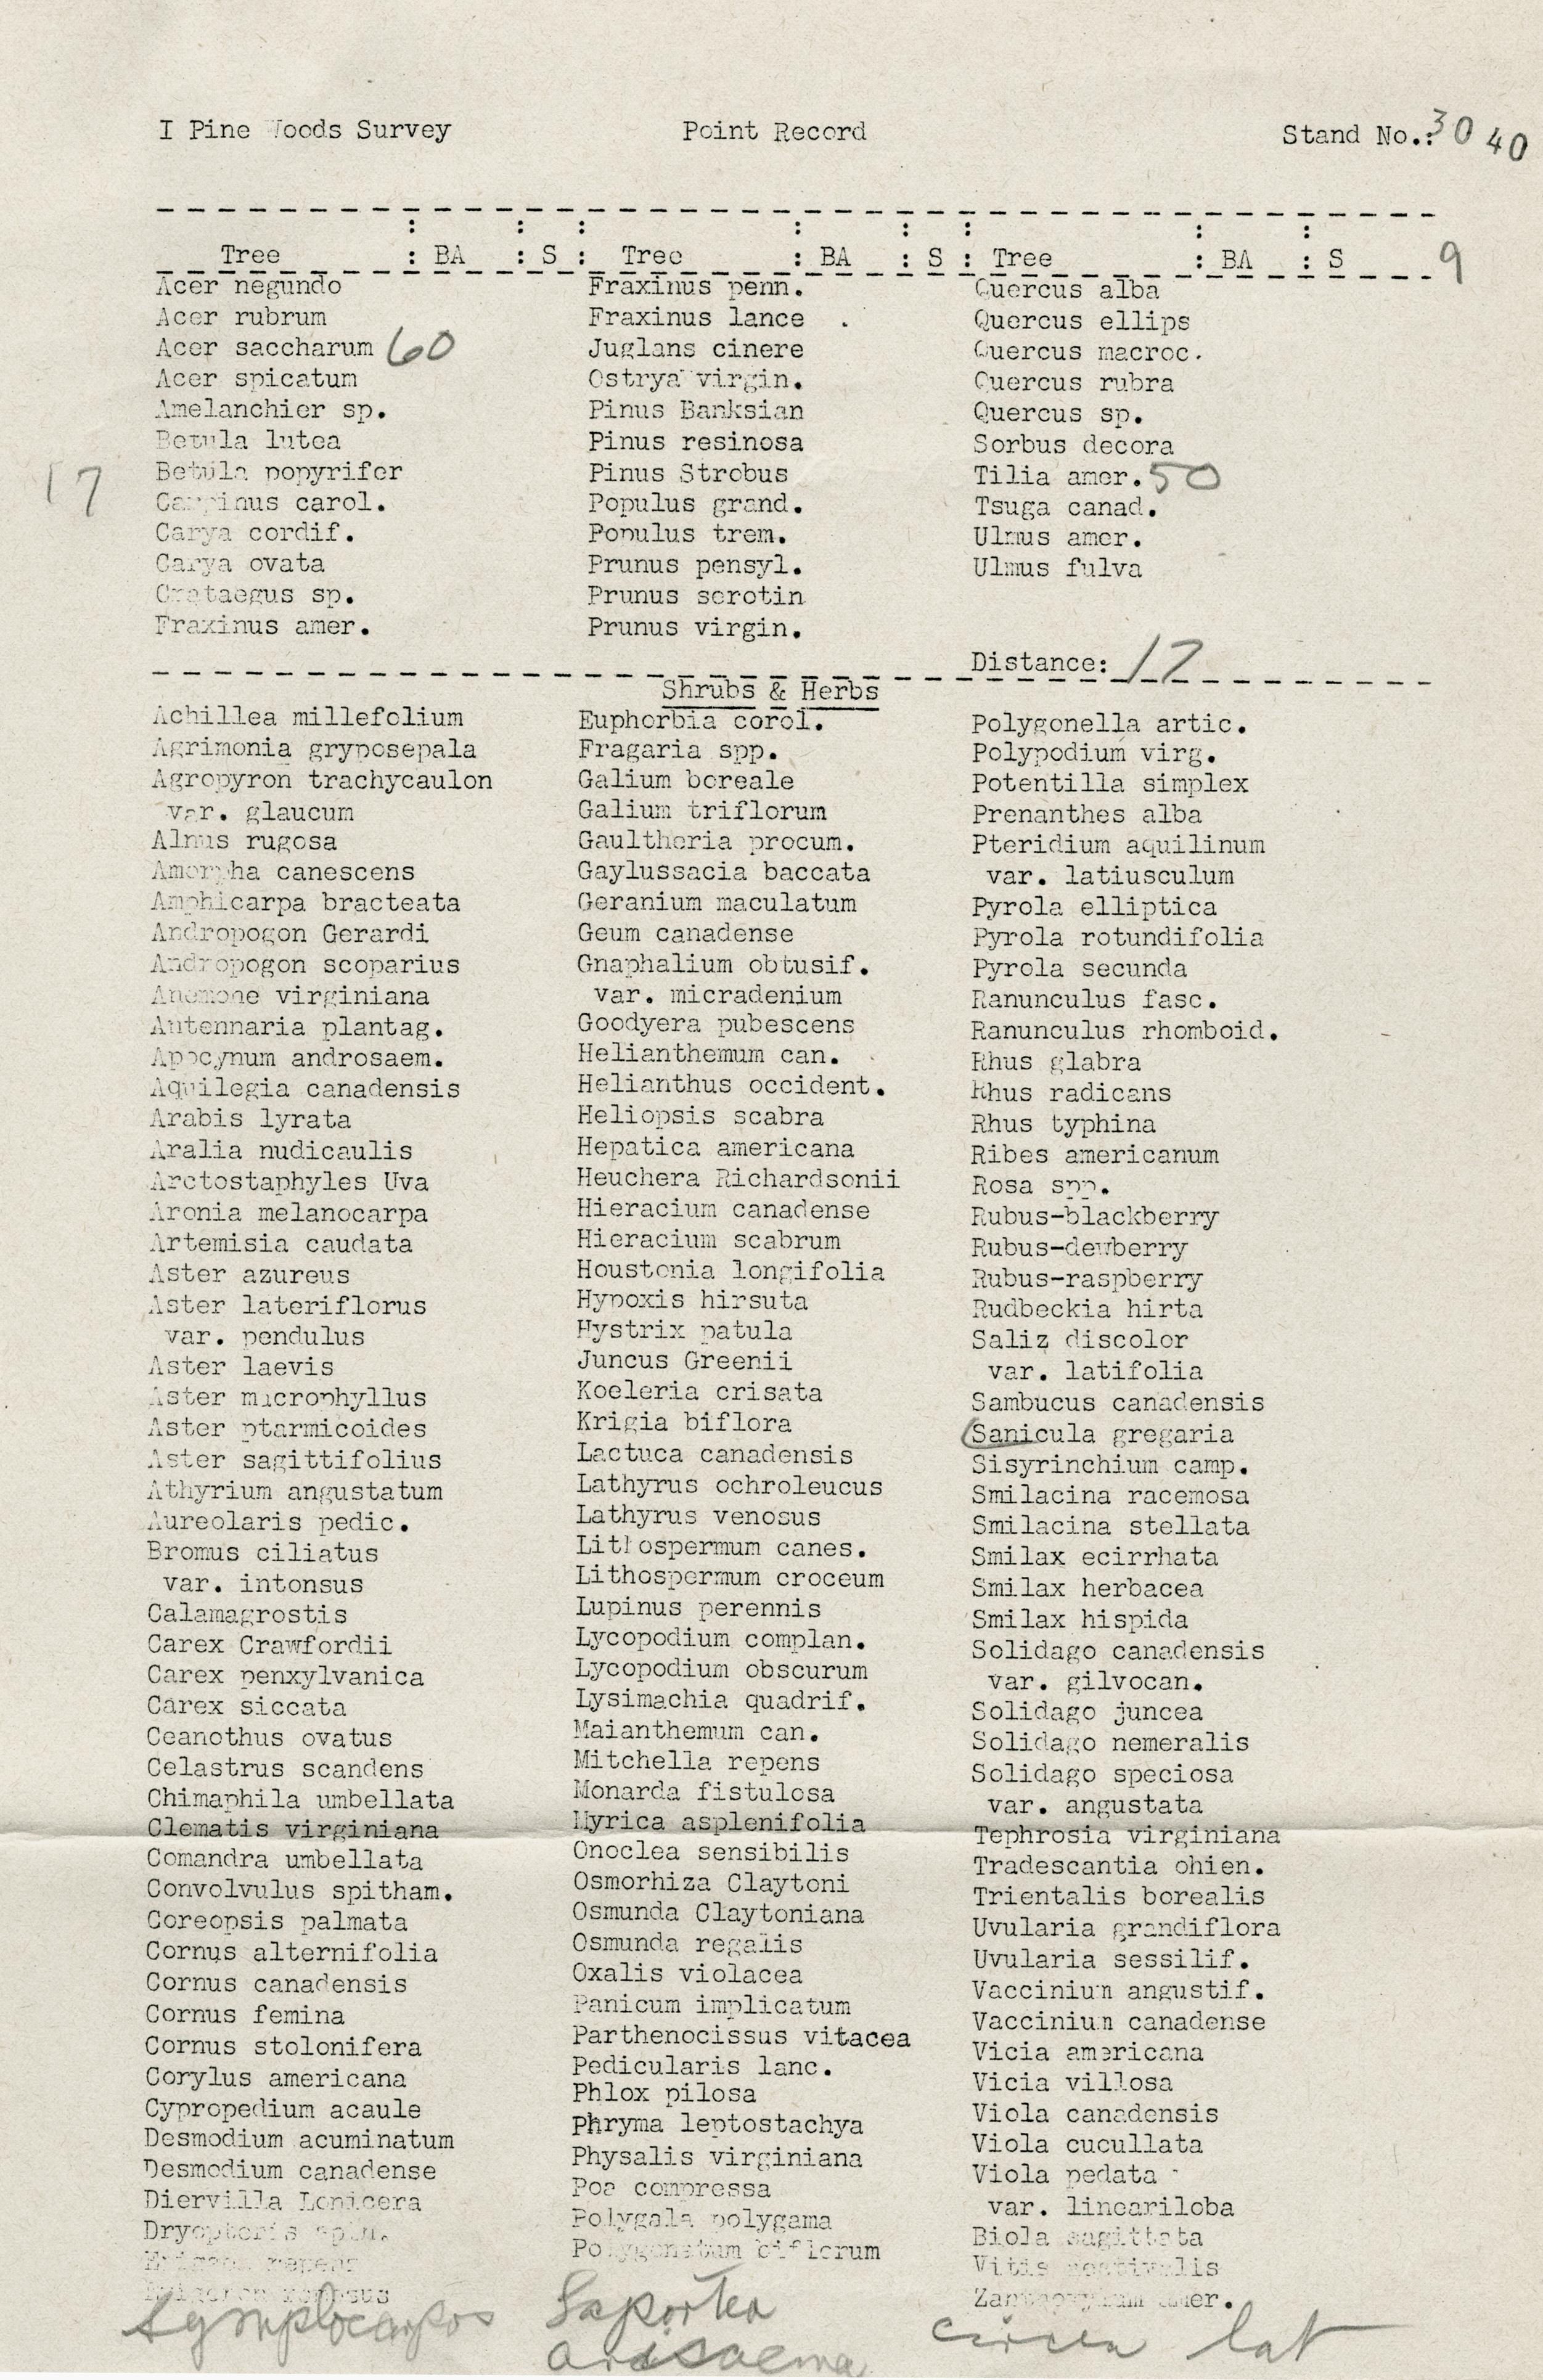 I Pine Woods Survey Point Record Stand No.: 30 40
Tree : BA : S : Tree : BA : S : Tree : BA : S 9
Acer negundo Fraxinus penn. Quercus alba
Acer rubrum Fraxinus lance . Quercus ellips
Acer saccharum 60 Juglans cinere Quercus macroc.
Acer spicatum Ostrya virgin. Quercus rubra
Amelanchier sp. Pinus Banksian Quercus sp.
Betula lutea Pinus resinosa Sorbus decora
17 Betula popyrifer Pinus Strobus Tilia amer. 50
Carpinus carol. Populus grand. Tsuga canad.
Carya cordif. Populus trem. Ulmus amer.
Carya ovata Prunus pensyl. Ulmus fulva
Crataegus sp. Prunus serotin
Fraxinus amer. Prunus virgin.
Distance: 17
Shrubs & Herbs
Achillea millefolium
Agrimonia gryposepala
Agropyron trachycaulon
var. glaucum
Alnus rugosa
Amorpha canescens
Amphicarpa bracteata
Andropogon Gerardi
Andropogon scoparius
Anemone virginiana
Antennaria plantag.
Apocynum androsaem.
Aquilegia canadensis
Arabis lyrata
Aralia nudicaulis
Arctostaphyles Uva
Aronia melanocarpa
Artemisia caudata
Aster azureus
Aster lateriflorus
var. pendulus
Aster laevis
Aster microphyllus
Aster ptarmicoides
Aster sagittifolius
Athyrium angustatum
Aureolaris pedic.
Bromus ciliatus
var. intonsus
Calamagrostis
Carex Crawfordii
Carex penxylvanica
Carex siccata
Ceanothus ovatus
Celastrus scandens
Chimaphila umbellata
Clematis virginiana
Comandra umbellata
Convolvulus spitham.
Coreopsis palmata
Cornus alternifolia
Cornus canadensis
Cornus femina
Cornus stolonifera
Corylus americana
Cypropedium acaule
Desmodium acuminatum
Desmodium canadense
Diervilla Lonicera
Dryopteris spin.
repens
Symplocarpos
Euphorbia corol.
Fragaria spp.
Galium boreale
Galium triflorum
Gaultheria procum.
Gaylussacia baccata
Geranium maculatum
Geum canadense
Gnaphalium obtusif.
var. micradenium
Goodyera pubescens
Helianthemum can.
Helianthus occident.
Heliopsis scabra
Hepatica americana
Heuchera Richardsonii
Hieracium canadense
Hieracium scabrum
Houstonia longifolia
Hypoxis hirsuta
Hystrix patula
Juncus Greenii
Koeleria crisata
Krigia biflora
Lactuca canadensis
Lathyrus ochroleucus
Lathyrus venosus
Lithospermum canes.
Lithospermum croceum
Lupinus perennis
Lycopodium complan.
Lycopodium obscurum
Lysimachia quadrif.
Maianthemum can.
Mitchella repens
Monarda fistulosa
Myrica asplenifolia
Onoclea sensibilis
Osmorhiza Claytoni
Osmunda Claytoniana
Osmunda regalis
Oxalis violacea
Panicum implicatum
Parthenocissus vitacea
Pedicularis lanc.
Phlox pilosa
Phryma leptostachya
Physalis virginiana
Poa compressa
Polygala polygama
Polygonatum biflorum
Laportea
Arisaema
Polygonella artic.
Polypodium virg.
Potentilla simplex
Prenanthes alba
Pteridium aquilinum
var. latiusculum
Pyrola elliptica
Pyrola rotundifolia
Pyrola secunda
Ranunculus fasc.
Ranunculus rhomboid.
Rhus glabra
Rhus radicans
Rhus typhina
Ribes americanum
Rosa spp.
Rubus-blackberry
Rubus-dewberry
Rubus-raspberry
Rudbeckia hirta
Saliz discolor
var. latifolia
Sambucus canadensis
Sanicula gregaria
Sisyrinchium camp.
Smilacina racemosa
Smilacina stellata
Smilax ecirrhata
Smilax herbacea
Smilax hispida
Solidago canadensis
var. gilvocan.
Solidago juncea
Solidago nemeralis
Solidago speciosa
var. angustata
Tephrosia virginiana
Tradescantia ohien.
Trientalis borealis
Uvularia grandiflora
Uvularia sessilif.
Vaccinium angustif.
Vaccinium canadense
Vicia americana
Vicia villosa
Viola canadensis
Viola cucullata
Viola pedata
var. lineariloba
Biola sagittata
Vitis aestivalis
Zanthoxylum amer.
circea lat